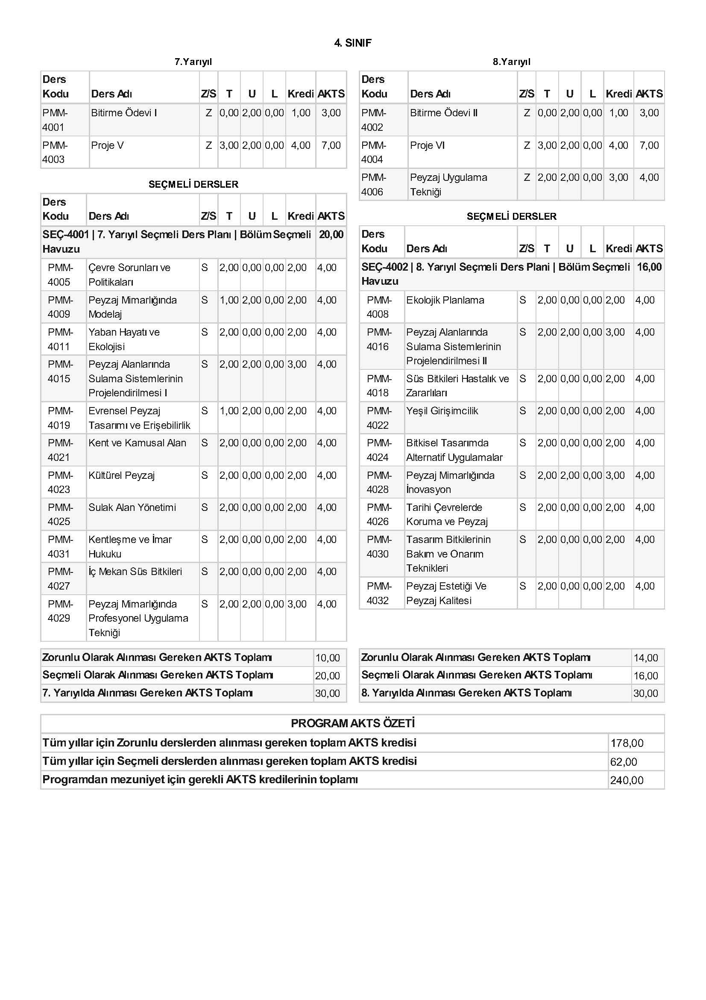 4. SINIF
7.Yarıyıl
Ders
Kodu Ders Adı Z/S T U L Kredi AKTS
PMM- Bitirme Ödevi I Z 0,00 2,00 0,00 1,00 3,00
4001
PMM- Proje V Z 3,00 2,00 0,00 4,00 7,00
4003
SEÇMELİ DERSLER
Ders
Kodu Ders Adı Z/S T U L Kredi AKTS
SEÇ-4001 | 7. Yarıyıl Seçmeli Ders Planı | Bölüm Seçmeli 20,00
Havuzu
PMM- Çevre Sorunları ve S 2,00 0,00 0,00 2,00 4,00
4005 Politikaları
PMM- Peyzaj Mimarlığında S 1,00 2,00 0,00 2,00 4,00
4009 Modelaj
PMM- Yaban Hayatı ve S 2,00 0,00 0,00 2,00 4,00
4011 Ekolojisi
PMM- Peyzaj Alanlarında S 2,00 2,00 0,00 3,00 4,00
4015 Sulama Sistemlerinin
Projelendirilmesi I
PMM- Evrensel Peyzaj S 1,00 2,00 0,00 2,00 4,00
4019 Tasarımı ve Erişebilirlik
PMM- Kent ve Kamusal Alan S 2,00 0,00 0,00 2,00 4,00
4021
PMM- Kültürel Peyzaj S 2,00 0,00 0,00 2,00 4,00
4023
PMM- Sulak Alan Yönetimi S 2,00 0,00 0,00 2,00 4,00
4025
PMM- Kentleşme ve İmar S 2,00 0,00 0,00 2,00 4,00
4031 Hukuku
PMM- İç Mekan Süs Bitkileri S 2,00 0,00 0,00 2,00 4,00
4027
PMM- Peyzaj Mimarlığında S 2,00 2,00 0,00 3,00 4,00
4029 Profesyonel Uygulama
Tekniği
Zorunlu Olarak Alınması Gereken AKTS Toplamı 10,00
Seçmeli Olarak Alınması Gereken AKTS Toplamı 20,00
7. Yarıyılda Alınması Gereken AKTS Toplamı 30,00
8.Yarıyıl
Ders
Kodu Ders Adı Z/S T U L Kredi AKTS
PMM- Bitirme Ödevi II Z 0,00 2,00 0,00 1,00 3,00
4002
PMM- Proje VI Z 3,00 2,00 0,00 4,00 7,00
4004
PMM- Peyzaj Uygulama Z 2,00 2,00 0,00 3,00 4,00
4006 Tekniği
SEÇMELİ DERSLER
Ders
Kodu Ders Adı Z/S T U L Kredi AKTS
SEÇ-4002 | 8. Yarıyıl Seçmeli Ders Plani | Bölüm Seçmeli 16,00
Havuzu
PMM- Ekolojik Planlama S 2,00 0,00 0,00 2,00 4,00
4008
PMM- Peyzaj Alanlarında S 2,00 2,00 0,00 3,00 4,00
4016 Sulama Sistemlerinin
Projelendirilmesi II
PMM- Süs Bitkileri Hastalık ve S 2,00 0,00 0,00 2,00 4,00
4018 Zararlıları
PMM- Yeşil Girişimcilik S 2,00 0,00 0,00 2,00 4,00
4022
PMM- Bitkisel Tasarımda S 2,00 0,00 0,00 2,00 4,00
4024 Alternatif Uygulamalar
PMM- Peyzaj Mimarlığında S 2,00 2,00 0,00 3,00 4,00
4028 İnovasyon
PMM- Tarihi Çevrelerde S 2,00 0,00 0,00 2,00 4,00
4026 Koruma ve Peyzaj
PMM- Tasarım Bitkilerinin S 2,00 0,00 0,00 2,00 4,00
4030 Bakım ve Onarım
Teknikleri
PMM- Peyzaj Estetiği Ve S 2,00 0,00 0,00 2,00 4,00
4032 Peyzaj Kalitesi
Zorunlu Olarak Alınması Gereken AKTS Toplamı 14,00
Seçmeli Olarak Alınması Gereken AKTS Toplamı 16,00
8. Yarıyılda Alınması Gereken AKTS Toplamı 30,00
PROGRAM AKTS ÖZETİ
Tüm yıllar için Zorunlu derslerden alınması gereken toplam AKTS kredisi 178,00
Tüm yıllar için Seçmeli derslerden alınması gereken toplam AKTS kredisi 62,00
Programdan mezuniyet için gerekli AKTS kredilerinin toplamı 240,00